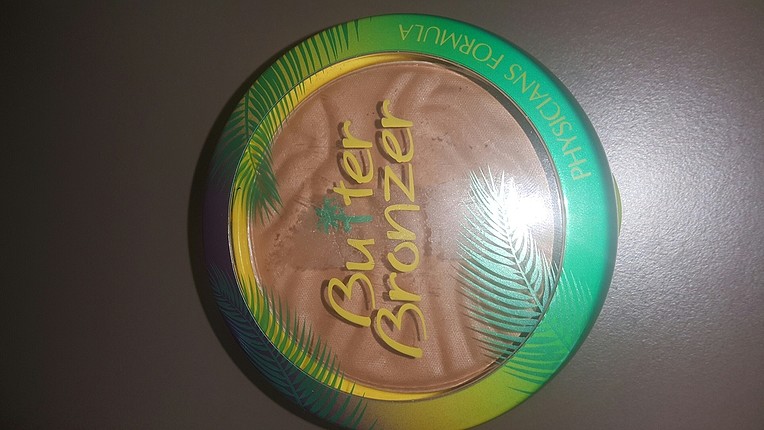 PHYSICIANS FORMULA
Butter
Bronzer